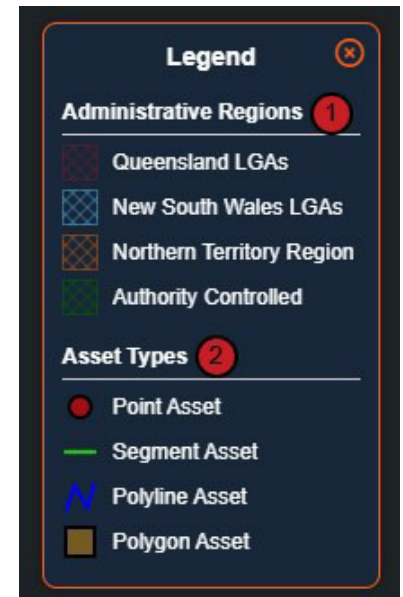 Legend
Administrative Regions 1
Queensland LGAs
New South Wales LGAs
Northern Territory Region
Authority Controlled
Asset Types 2
Point Asset
Segment Asset
Polyline Asset
Polygon Asset